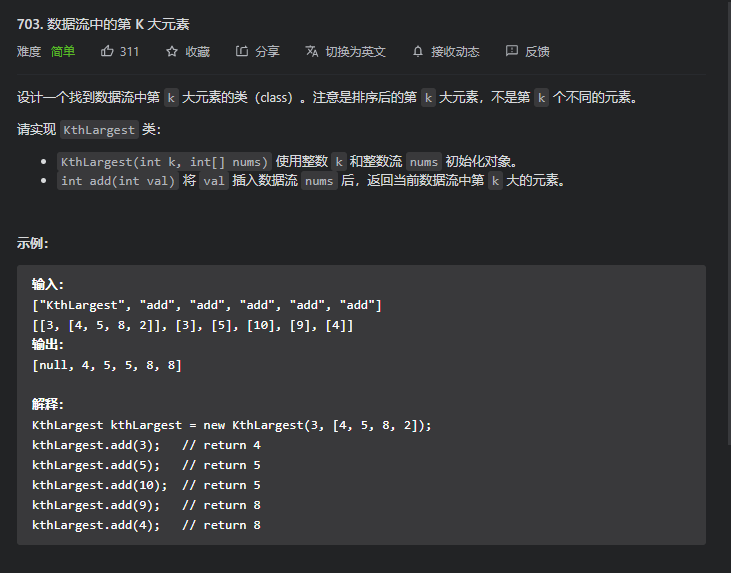 703. 数据流中的第 K 大元素
难度 简单 311 收藏 分享 切换为英文 接收动态 反馈
设计一个找到数据流中第 k 大元素的类（class）。注意是排序后的第 k 大元素，不是第 k 个不同的元素。
请实现 KthLargest 类：
• KthLargest(int k, int[] nums) 使用整数 k 和整数流 nums 初始化对象。
• int add(int val) 将 val 插入数据流 nums 后，返回当前数据流中第 k 大的元素。
示例：
输入：
["KthLargest", "add", "add", "add", "add", "add"]
[[3, [4, 5, 8, 2]], [3], [5], [10], [9], [4]]
输出：
[null, 4, 5, 5, 8, 8]
解释：
KthLargest kthLargest = new KthLargest(3, [4, 5, 8, 2]);
kthLargest.add(3);   // return 4
kthLargest.add(5);   // return 5
kthLargest.add(10);  // return 5
kthLargest.add(9);   // return 8
kthLargest.add(4);   // return 8